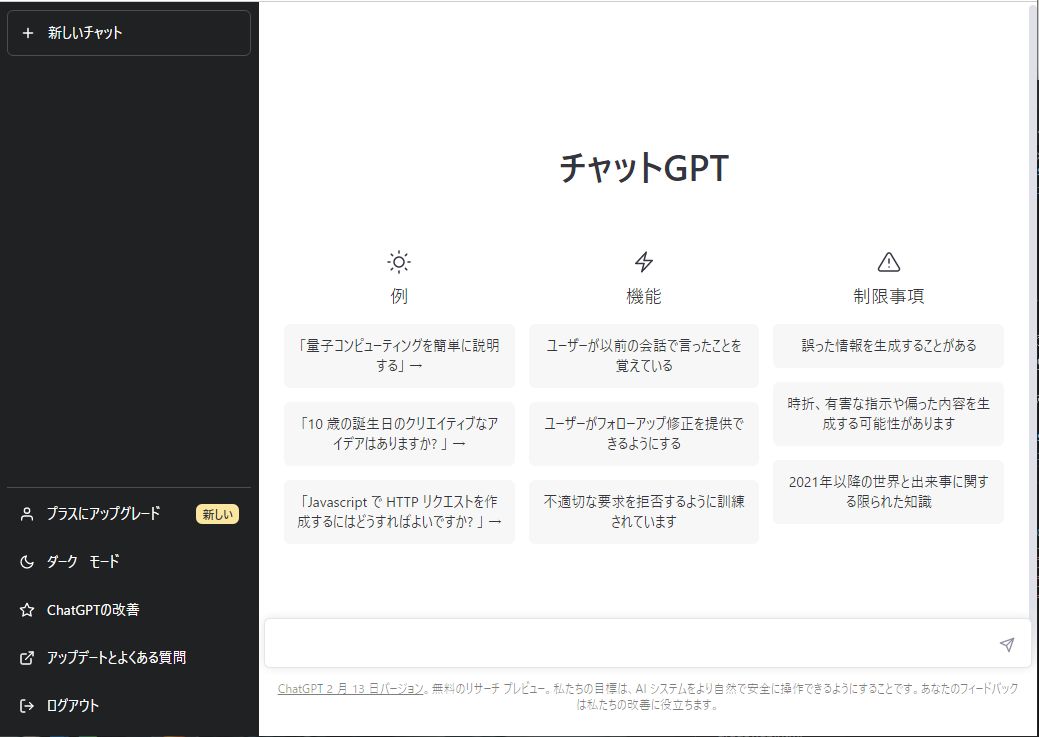 新しいチャット
チャットGPT
例
「量子コンピューティングを簡単に説明
する」→
「10 歳の誕生日のクリエイティブなア
イデアはありますか? 」→
「Javascript で HTTP リクエストを作
成するにはどうすればよいですか? 」→
機能
ユーザーが以前の会話で言ったことを
覚えている
ユーザーがフォローアップ修正を提供で
きるようにする
不適切な要求を拒否するように訓練
されています
制限事項
誤った情報を生成することがある
時折、有害な指示や偏った内容を生
成する可能性があります
2021年以降の世界と出来事に関す
る限られた知識
プラスにアップグレード 新しい
ダーク モード
ChatGPTの改善
アップデートとよくある質問
ログアウト
ChatGPT 2 月 13 日バージョン。無料のリサーチ プレビュー。私たちの目標は、AI システムをより自然で安全に操作できるようにすることです。あなたのフィードバック
は私たちの改善に役立ちます。